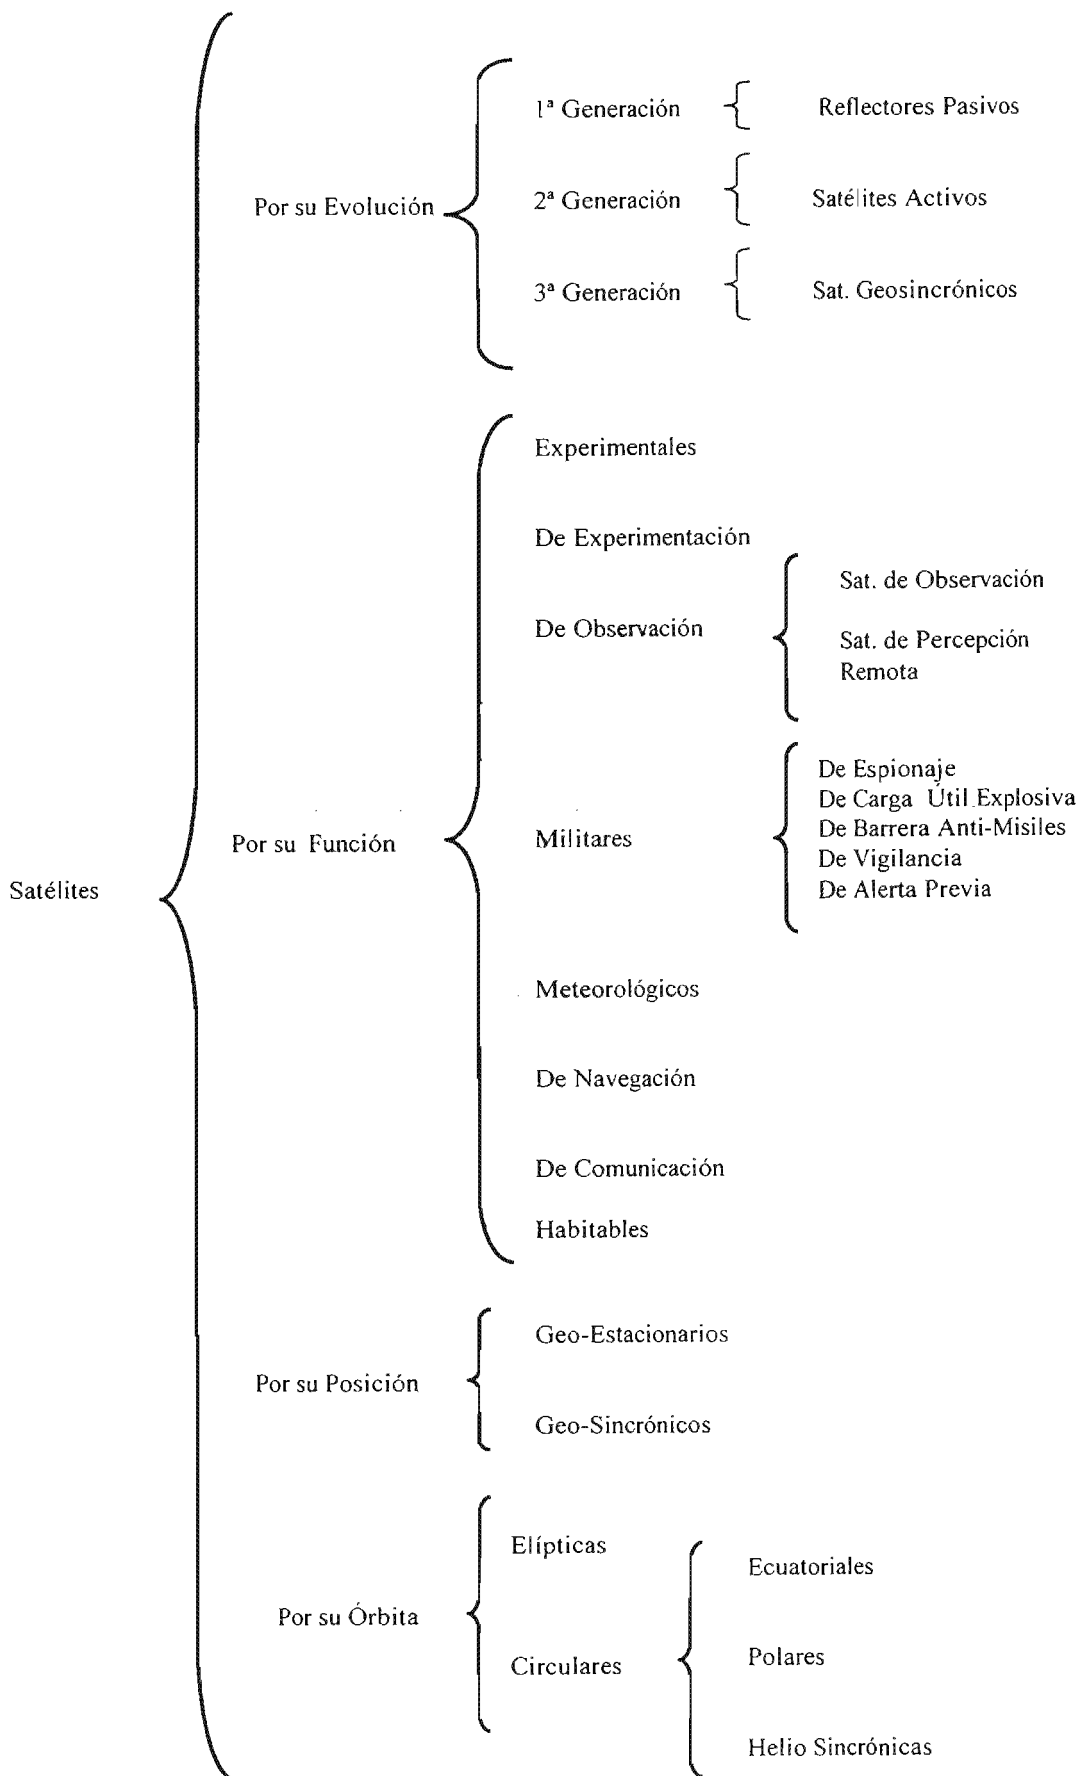 Satélites
Por su Evolución
1ª Generación
Reflectores Pasivos
2ª Generación
Satélites Activos
3ª Generación
Sat. Geosincrónicos
Por su Función
Experimentales
De Experimentación
De Observación
Sat. de Observación
Sat. de Percepción
Remota
Militares
De Espionaje
De Carga Útil Explosiva
De Barrera Anti-Misiles
De Vigilancia
De Alerta Previa
Meteorológicos
De Navegación
De Comunicación
Habitables
Por su Posición
Geo-Estacionarios
Geo-Sincrónicos
Por su Órbita
Elípticas
Circulares
Ecuatoriales
Polares
Helio Sincrónicas